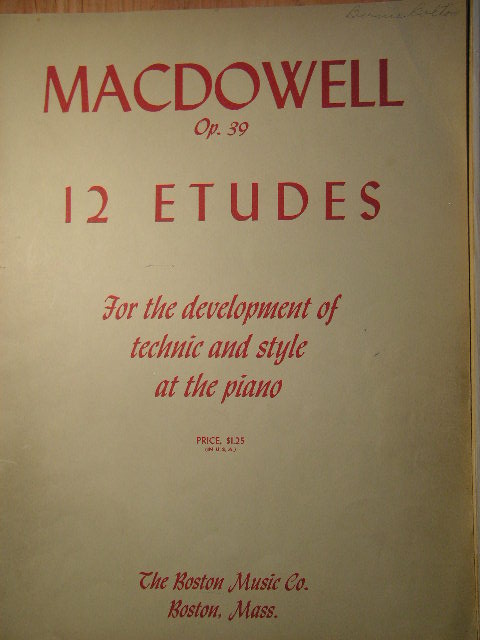 MACDOWELL
Op. 39
12 ETUDES
For the development of
technic and style
at the piano
PRICE, $1.25
(IN U.S.A.)
The Boston Music Co.
Boston, Mass.